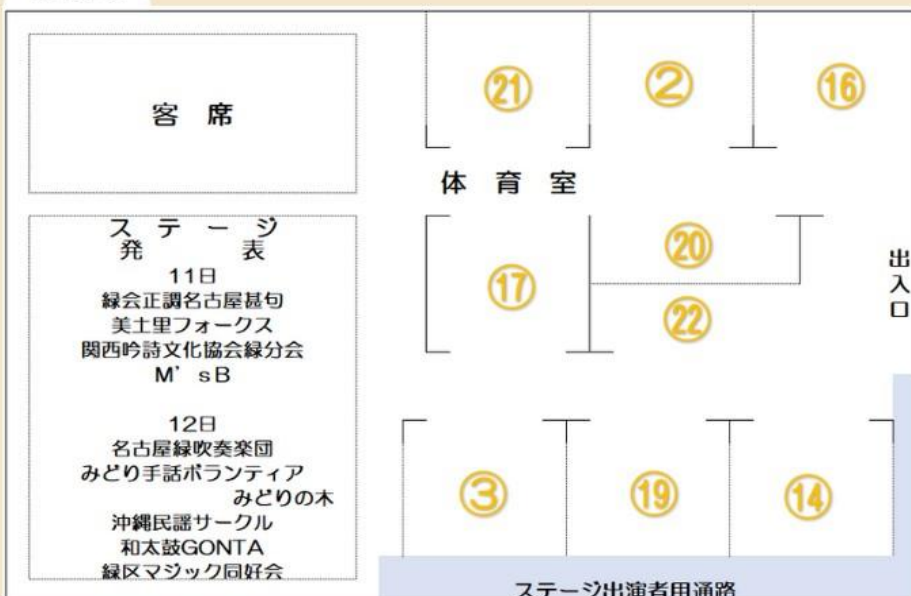 客席
ステージ
発表
11日
緑会正調名古屋甚句
美土里フォークス
関西吟詩文化協会緑分会
M'sB
12日
名古屋緑吹奏楽団
みどり手話ボランティア
みどりの木
沖縄民謡サークル
和太鼓GONTA
緑区マジック同好会
㉑
②
⑯
体育室
⑰
⑳
㉒
出入口
③
⑲
⑭
ステージ出演者用通路